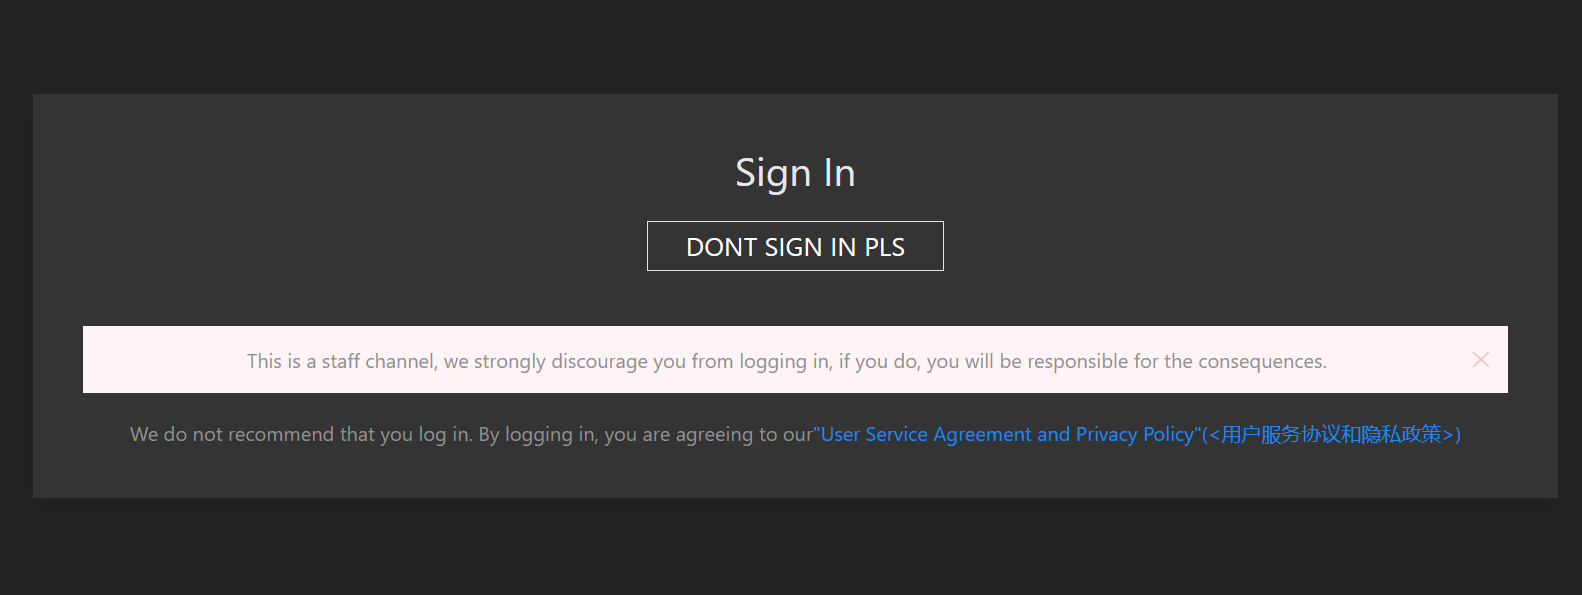 Sign In
DONT SIGN IN PLS
This is a staff channel, we strongly discourage you from logging in, if you do, you will be responsible for the consequences.
We do not recommend that you log in. By logging in, you are agreeing to our"User Service Agreement and Privacy Policy"(<用户服务协议和隐私政策>)